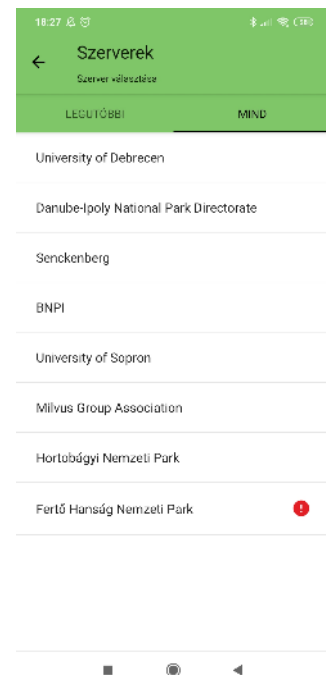 18:27
Szerverek
Szerver választása
LEGUTÓBBI
MIND
University of Debrecen
Danube-Ipoly National Park Directorate
Senckenberg
BNPI
University of Sopron
Milvus Group Association
Hortobágyi Nemzeti Park
Fertő Hanság Nemzeti Park